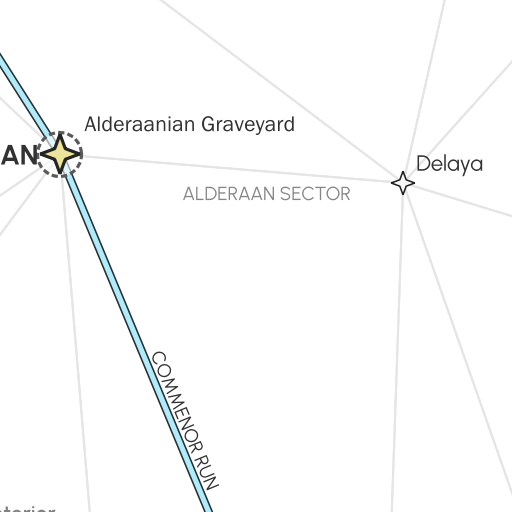 Alderaanian Graveyard
AN
Delaya
ALDERAAN SECTOR
COMMENOR RUN